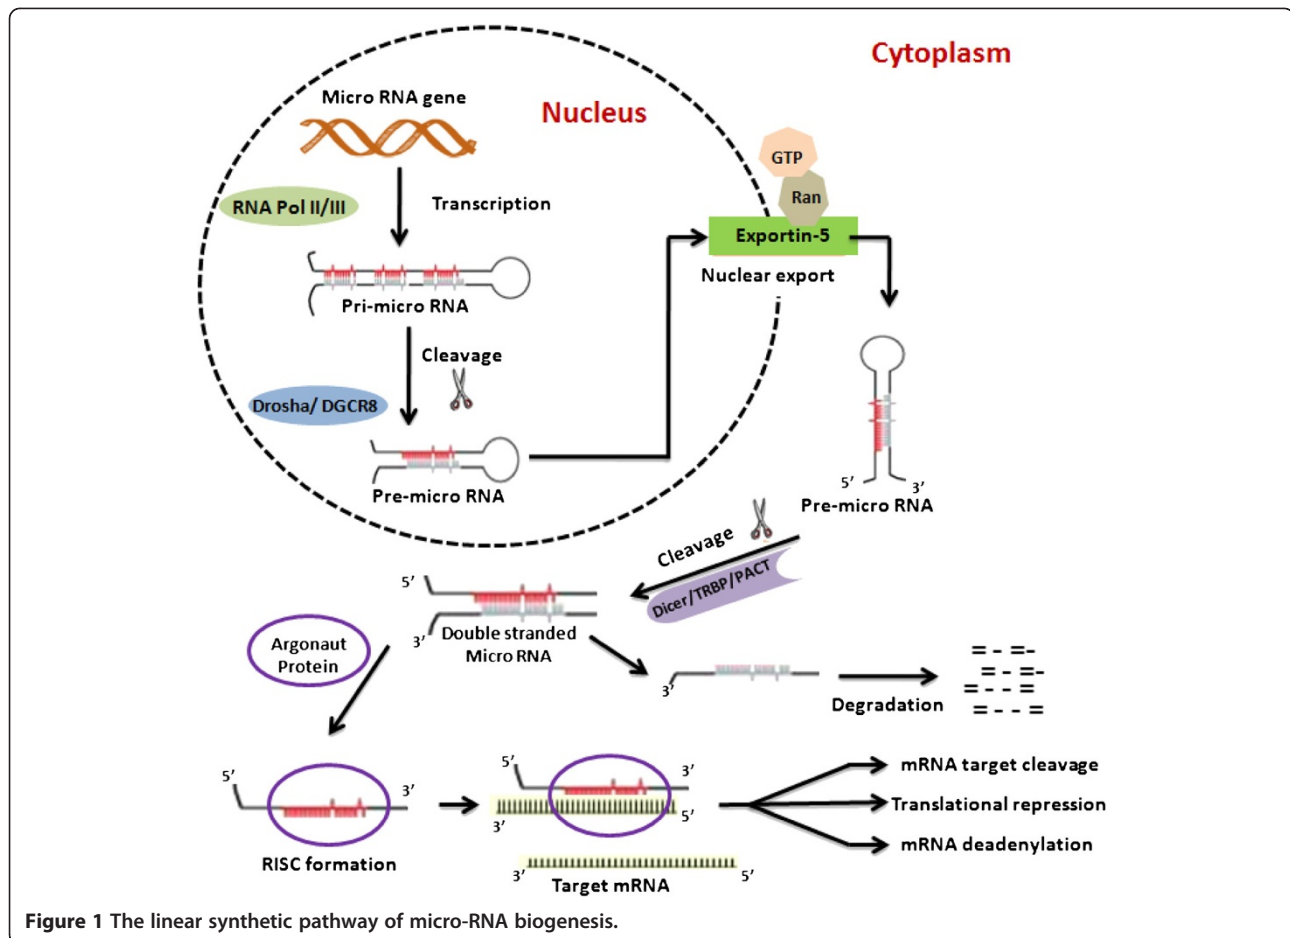 Cytoplasm
Nucleus
Micro RNA gene
RNA Pol II/III
Transcription
Pri-micro RNA
Cleavage
Drosha/ DGCR8
Pre-micro RNA
GTP
Ran
Exportin-5
Nuclear export
5’
3’
Pre-micro RNA
Cleavage
Dicer/TRBP/PACT
5’
3’
Double stranded
Micro RNA
Argonaut
Protein
3’
Degradation
5’
3’
RISC formation
5’
3’
3’
5’
3’
5’
Target mRNA
mRNA target cleavage
Translational repression
mRNA deadenylation
Figure 1 The linear synthetic pathway of micro-RNA biogenesis.